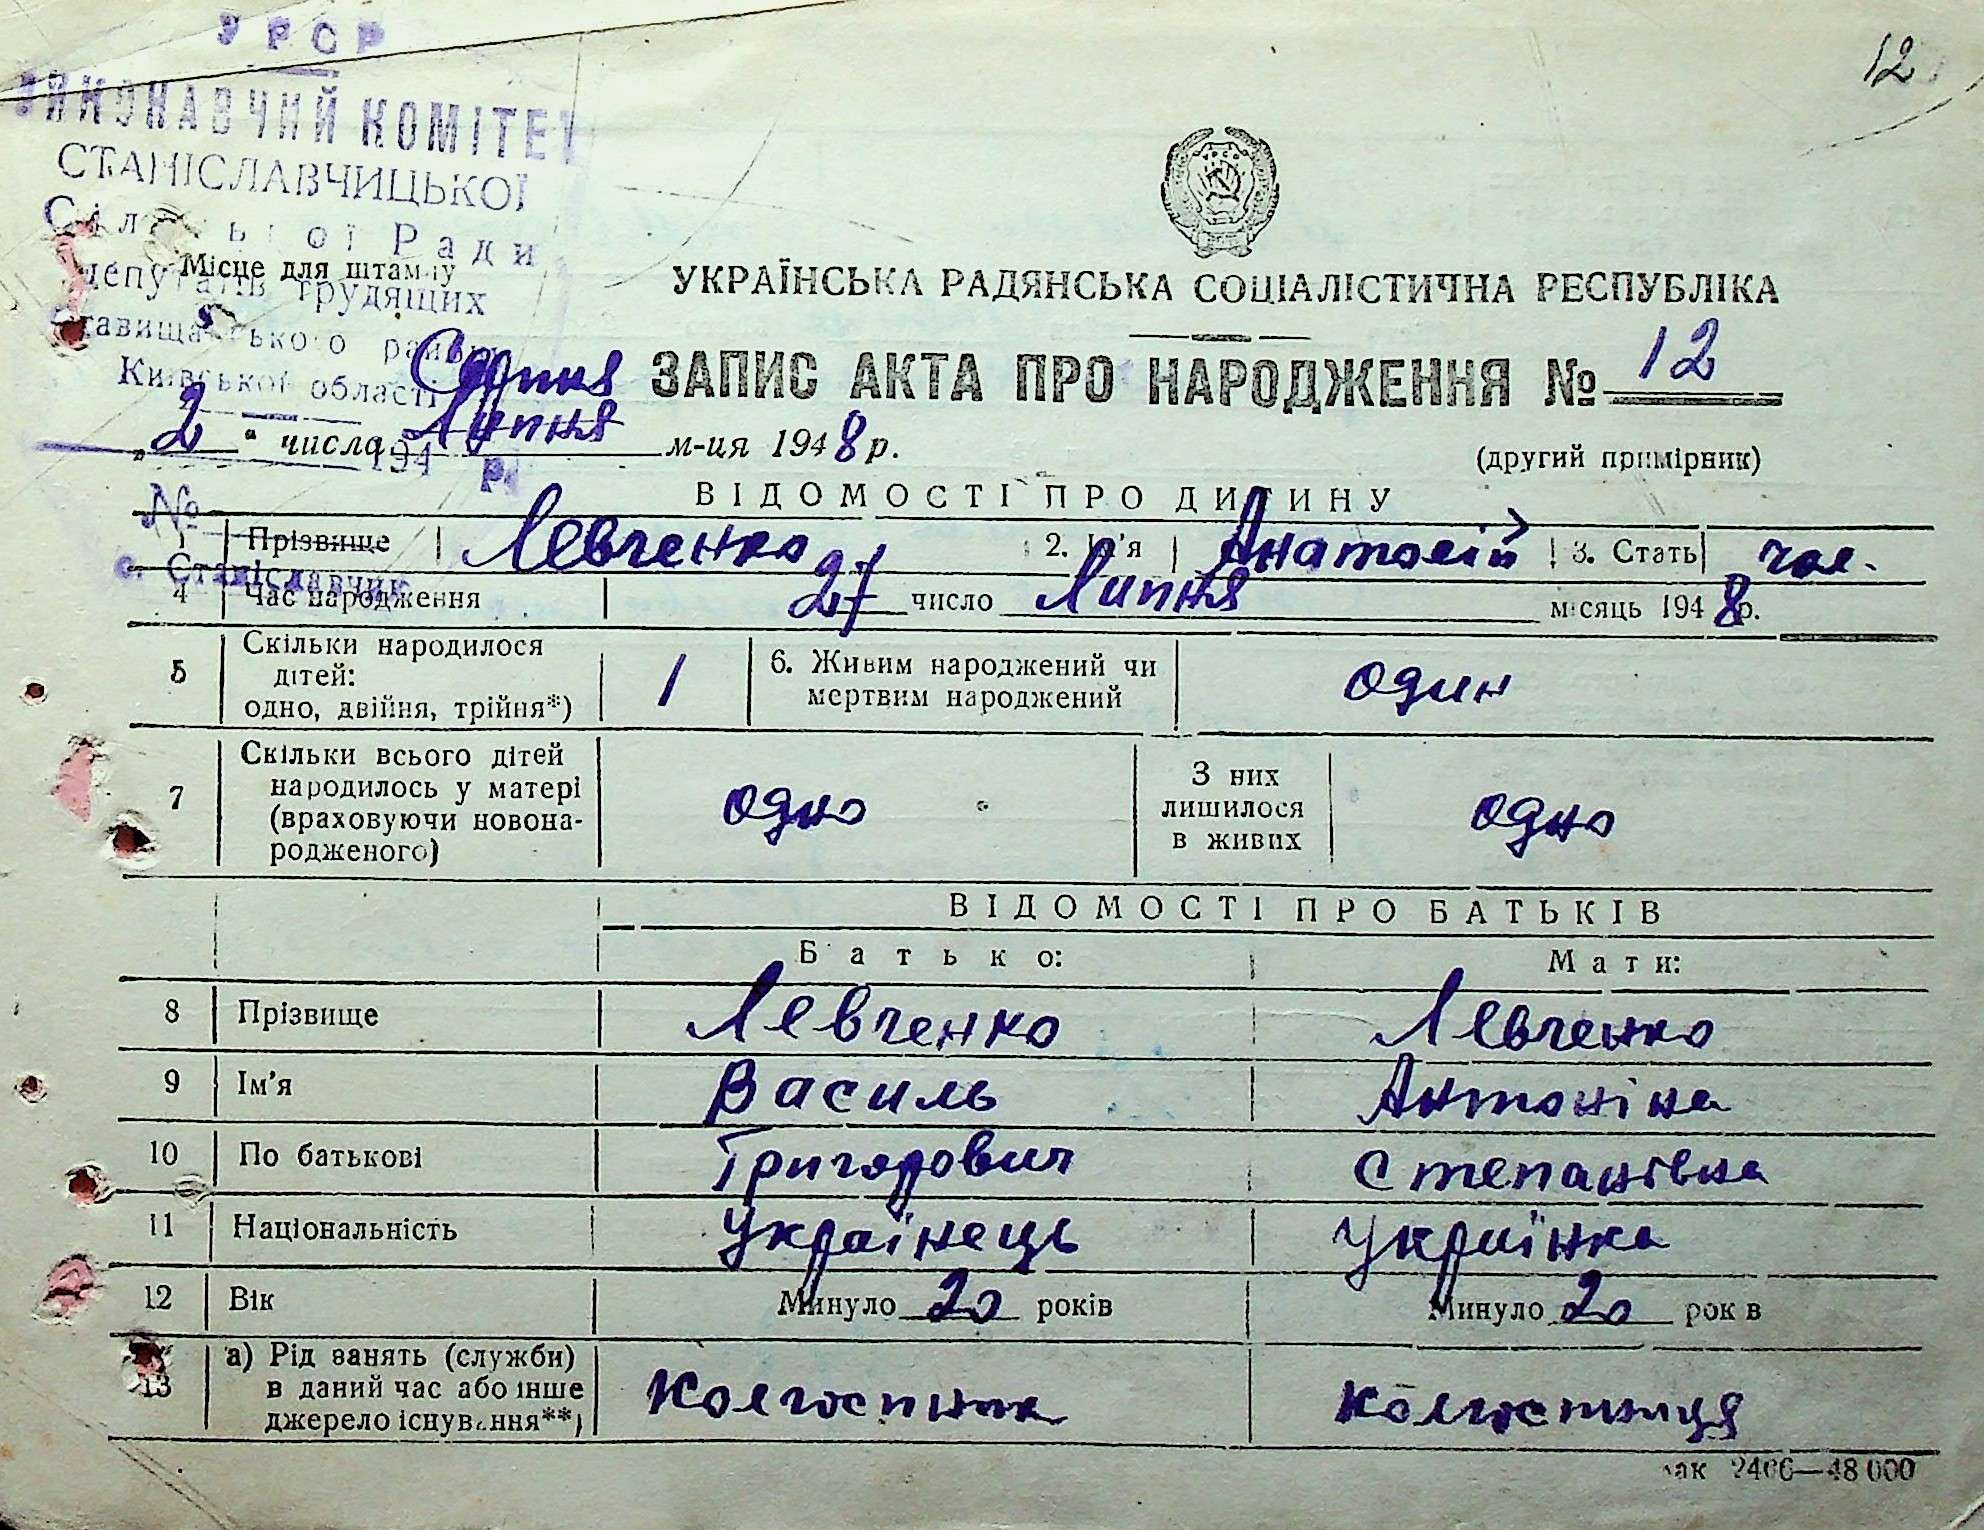 12
УРСР
ВИКОНАВЧИЙ КОМІТЕТ
СТАНІСЛАВЧИЦЬКОЇ
Сільської Ради
депутатів трудящих
Ставищанського району
Київської області
194 р.
№
с. Станіславчик
Місце для штампу
УРСР
УКРАЇНСЬКА РАДЯНСЬКА СОЦІАЛІСТИЧНА РЕСПУБЛІКА
ЗАПИС АКТА ПРО НАРОДЖЕННЯ № 12
Серпня
„2“ числа Липня м-ця 1948 р.
(другий примірник)
ВІДОМОСТІ ПРО ДИТИНУ
1 Прізвище Левченко 2. Ім'я Анатолій 3. Стать чол.
4 Час народження 27 число Липня місяць 1948 р.
5 Скільки народилося дітей: одно, двійня, трійня*) 1 6. Живим народжений чи мертвим народжений один
7 Скільки всього дітей народилось у матері (враховуючи новонародженого) одно З них лишилося в живих одно
ВІДОМОСТІ ПРО БАТЬКІВ
Батько: Мати:
8 Прізвище Левченко Левченко
9 Ім'я Василь Антоніна
10 По батькові Григорович Степанівна
11 Національність Українець Українка
12 Вік Минуло 20 років Минуло 20 рок в
13 а) Рід занять (служби) в даний час або інше джерело існування**) Колгоспник Колгоспниця
зак 2466—48 000